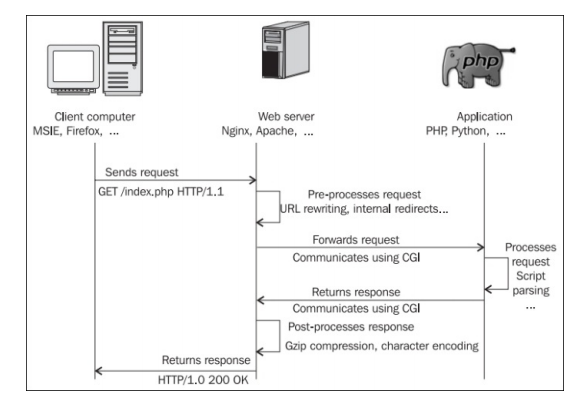 php
Client computer
MSIE, Firefox, ...
Web server
Nginx, Apache, ...
Application
PHP, Python, ...
Sends request
GET /index.php HTTP/1.1
Pre-processes request
URL rewriting, internal redirects...
Forwards request
Communicates using CGI
Processes
request
Script
parsing
...
Returns response
Communicates using CGI
Post-processes response
Gzip compression, character encoding
Returns response
HTTP/1.0 200 OK